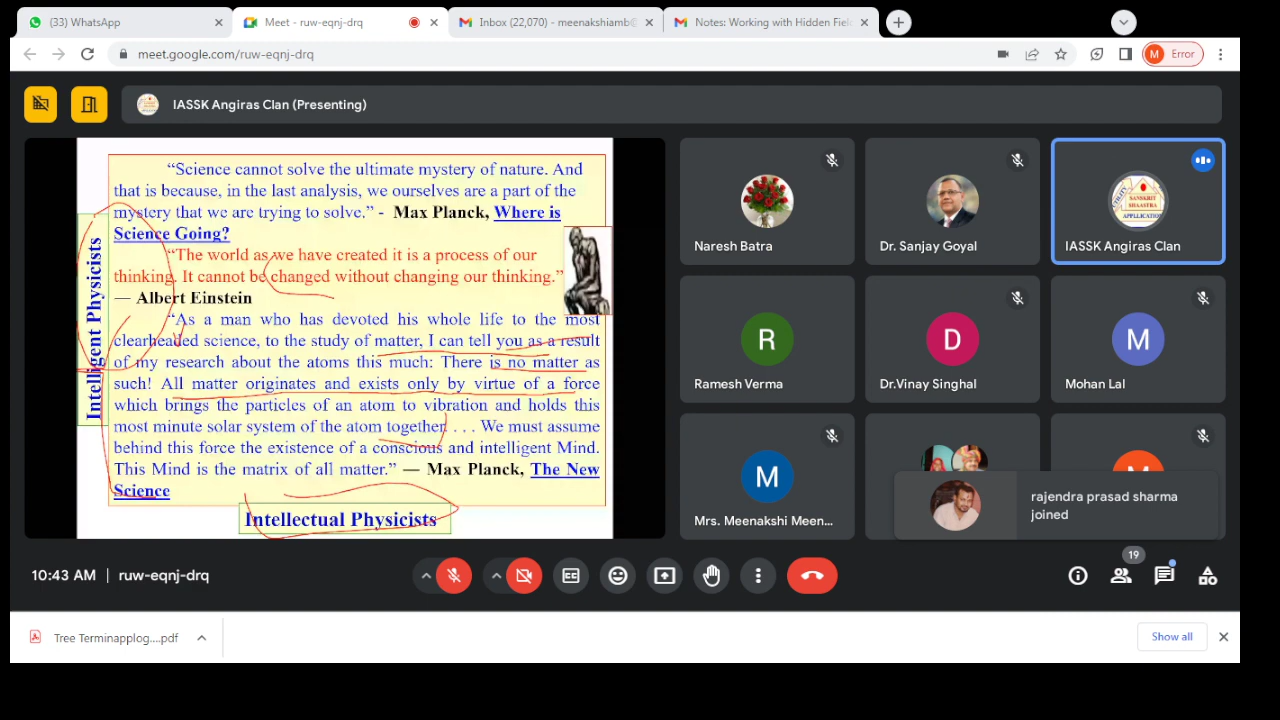 (33) WhatsApp
Meet - ruw-eqnj-drq
Inbox (22,070) - meenakshiamb@
Notes: Working with Hidden Field
meet.google.com/ruw-eqnj-drq
M Error
IASSK Angiras Clan (Presenting)
“Science cannot solve the ultimate mystery of nature. And
that is because, in the last analysis, we ourselves are a part of the
mystery that we are trying to solve.” - Max Planck, Where is
Science Going?
“The world as we have created it is a process of our
thinking. It cannot be changed without changing our thinking.”
— Albert Einstein
“As a man who has devoted his whole life to the most
clearheaded science, to the study of matter, I can tell you as a result
of my research about the atoms this much: There is no matter as
such! All matter originates and exists only by virtue of a force
which brings the particles of an atom to vibration and holds this
most minute solar system of the atom together. . . . We must assume
behind this force the existence of a conscious and intelligent Mind.
This Mind is the matrix of all matter.” — Max Planck, The New
Science
Intelligent Physicists
Intellectual Physicists
Naresh Batra
Dr. Sanjay Goyal
SANSKRIT
SHAASTRA
APPLICATION
UTILITY
IASSK Angiras Clan
R
Ramesh Verma
D
Dr.Vinay Singhal
M
Mohan Lal
M
Mrs. Meenakshi Meen...
rajendra prasad sharma
joined
10:43 AM | ruw-eqnj-drq
19
Tree Terminapplog....pdf
Show all